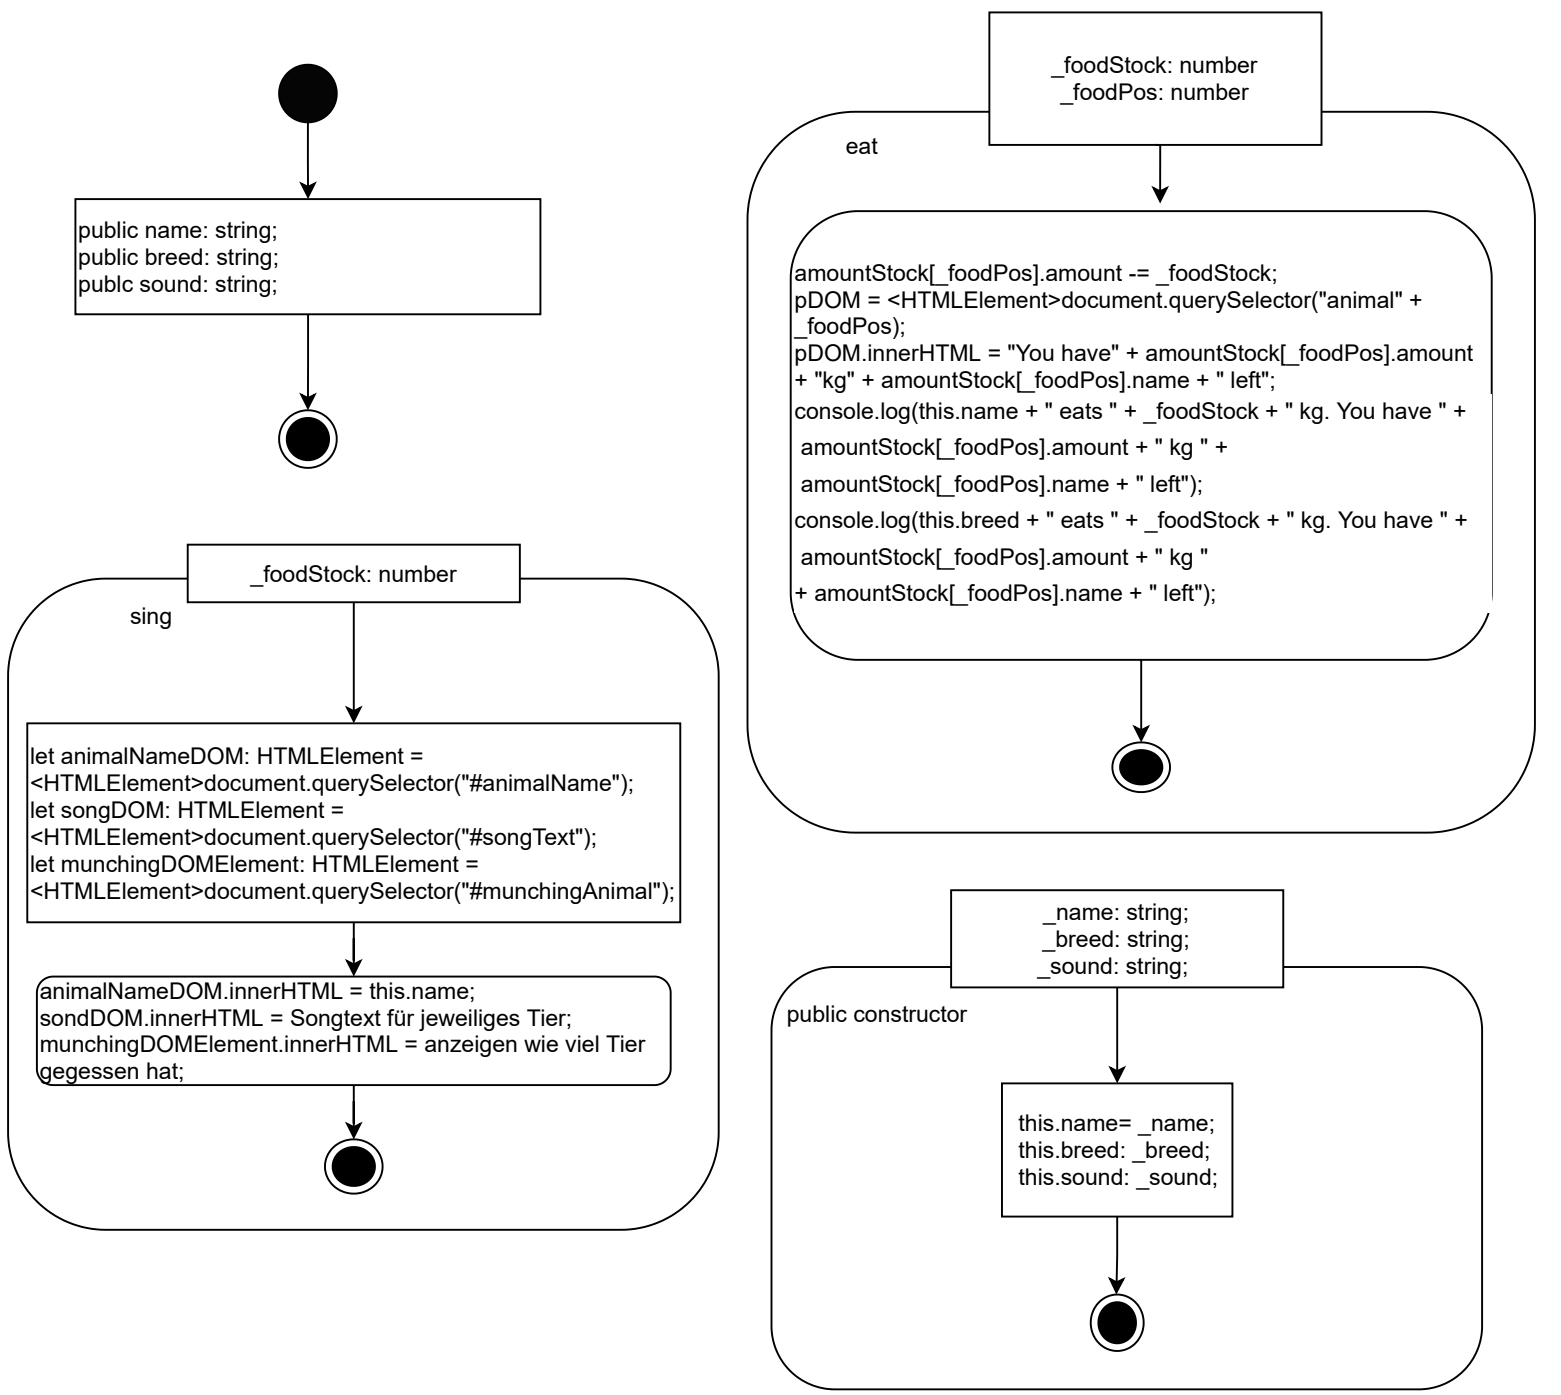 public name: string;
public breed: string;
publc sound: string;
_foodStock: number
sing
let animalNameDOM: HTMLElement =
<HTMLElement>document.querySelector("#animalName");
let songDOM: HTMLElement =
<HTMLElement>document.querySelector("#songText");
let munchingDOMElement: HTMLElement =
<HTMLElement>document.querySelector("#munchingAnimal");
animalNameDOM.innerHTML = this.name;
sondDOM.innerHTML = Songtext für jeweiliges Tier;
munchingDOMElement.innerHTML = anzeigen wie viel Tier
gegessen hat;
_foodStock: number
_foodPos: number
eat
amountStock[_foodPos].amount -= _foodStock;
pDOM = <HTMLElement>document.querySelector("animal" +
_foodPos);
pDOM.innerHTML = "You have" + amountStock[_foodPos].amount
+ "kg" + amountStock[_foodPos].name + " left";
console.log(this.name + " eats " + _foodStock + " kg. You have " +
amountStock[_foodPos].amount + " kg " +
amountStock[_foodPos].name + " left");
console.log(this.breed + " eats " + _foodStock + " kg. You have " +
amountStock[_foodPos].amount + " kg "
+ amountStock[_foodPos].name + " left");
_name: string;
_breed: string;
_sound: string;
public constructor
this.name= _name;
this.breed: _breed;
this.sound: _sound;